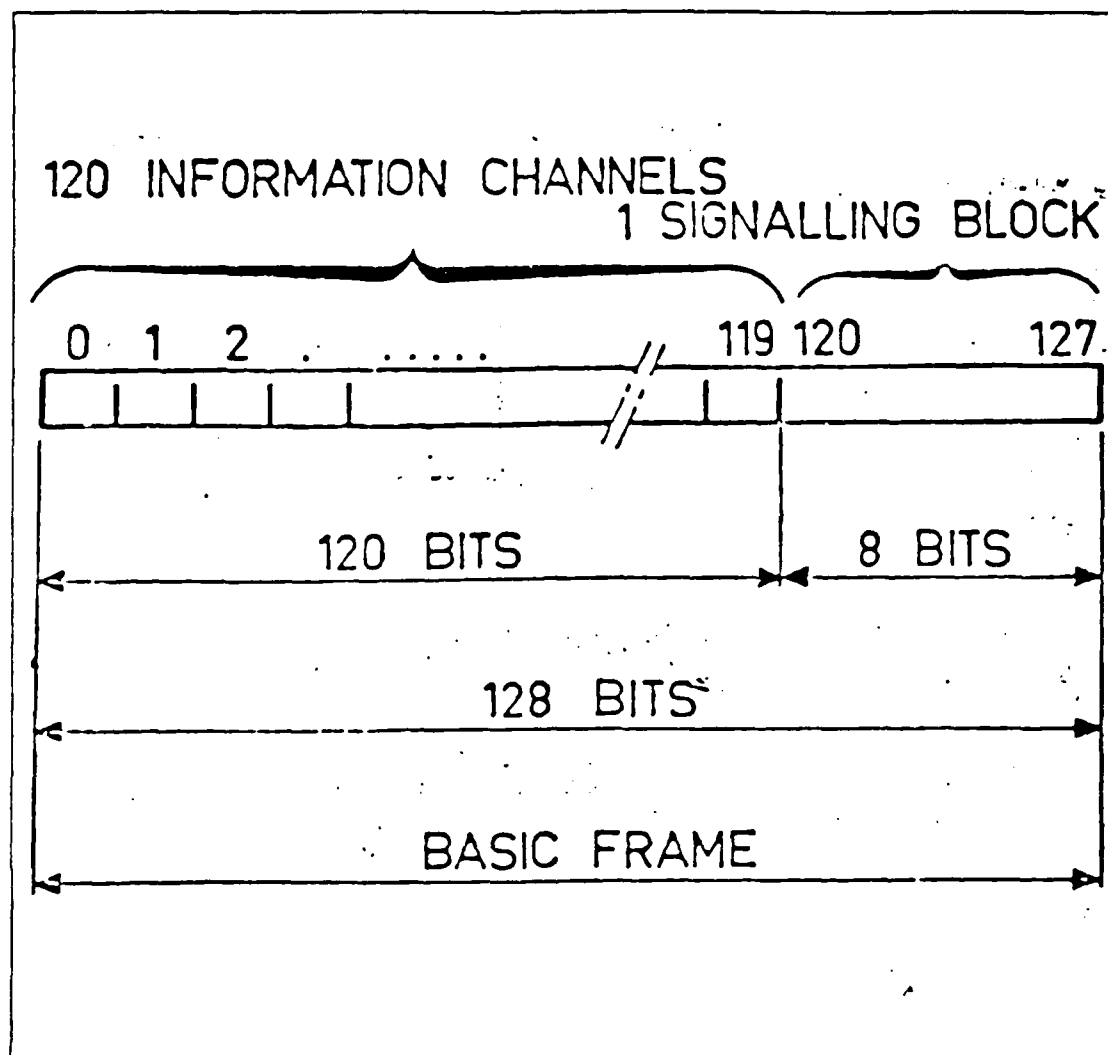 120 INFORMATION CHANNELS
1 SIGNALLING BLOCK
0 1 2 . ..... 119 120 127
120 BITS 8 BITS
128 BITS
BASIC FRAME